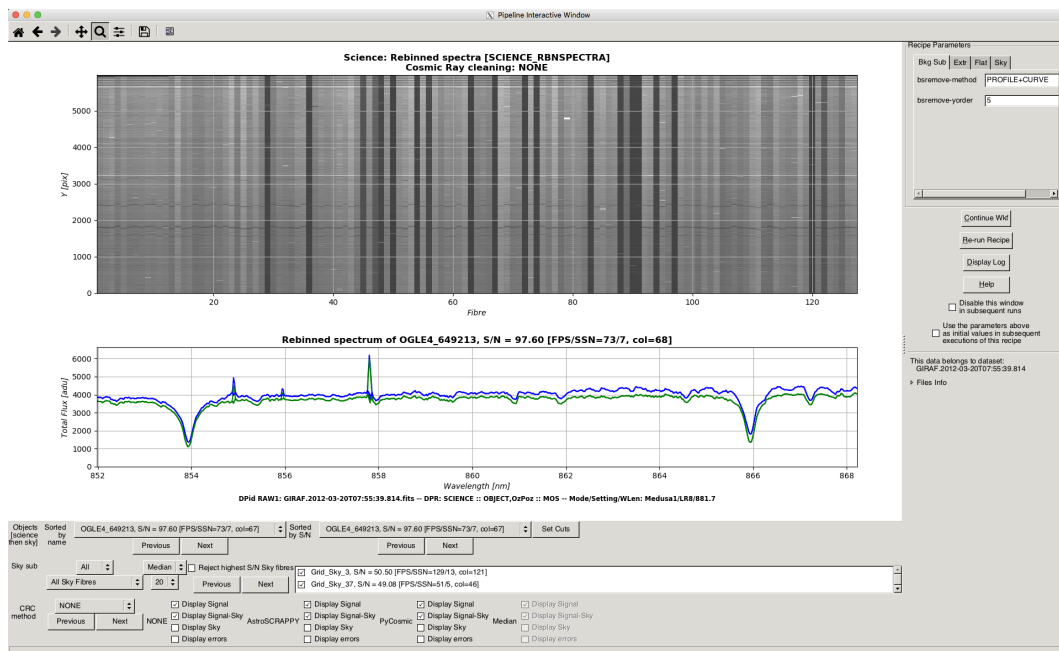 Pipeline Interactive Window
Science: Rebinned spectra [SCIENCE_RBNSPECTRA]
Cosmic Ray cleaning: NONE
Y [pix]
5000
4000
3000
2000
1000
0
20 40 60 80 100 120
Fibre
Rebinned spectrum of OGLE4_649213, S/N = 97.60 [FPS/SSN=73/7, col=68]
Total Flux [adu]
6000
5000
4000
3000
2000
1000
0
852 854 856 858 860 862 864 866 868
Wavelength [nm]
DPid RAW1: GIRAF.2012-03-20T07:55:39.814.fits -- DPR: SCIENCE :: OBJECT,OzPoz :: MOS -- Mode/Setting/WLen: Medusa1/LR8/881.7
Recipe Parameters
Bkg Sub Extr Flat Sky
bsremove-method PROFILE+CURVE
bsremove-yorder 5
Continue Wkf
Re-run Recipe
Display Log
Help
Disable this window
in subsequent runs
Use the parameters above
as initial values in subsequent
executions of this recipe
This data belongs to dataset:
GIRAF.2012-03-20T07:55:39.814
Files Info
Objects
[science
then sky]
Sorted
by
name
OGLE4_649213, S/N = 97.60 [FPS/SSN=73/7, col=67]
Sorted
by S/N
OGLE4_649213, S/N = 97.60 [FPS/SSN=73/7, col=67]
Set Cuts
Previous Next Previous Next
Sky sub All Median Reject highest S/N Sky fibres
Grid_Sky_3, S/N = 50.50 [FPS/SSN=129/13, col=121]
Grid_Sky_37, S/N = 49.08 [FPS/SSN=51/5, col=46]
All Sky Fibres 20 Previous Next
CRC
method
NONE
Previous Next
NONE
Display Signal
Display Signal-Sky
Display Sky
Display errors
AstroSCRAPPY
Display Signal
Display Signal-Sky
Display Sky
Display errors
PyCosmic
Display Signal
Display Signal-Sky
Display Sky
Display errors
Median
Display Signal
Display Signal-Sky
Display Sky
Display errors